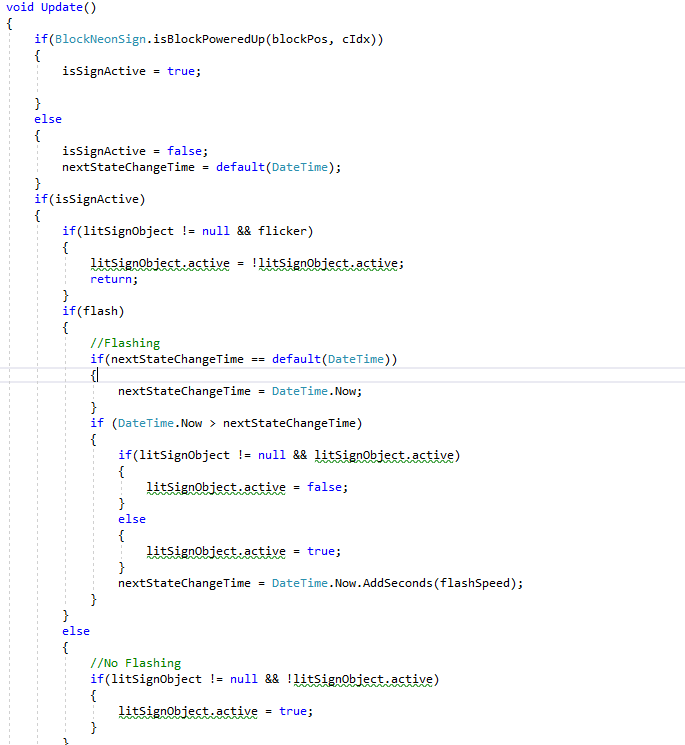 void Update()
{
if(BlockNeonSign.isBlockPoweredUp(blockPos, cIdx))
{
isSignActive = true;
}
else
{
isSignActive = false;
nextStateChangeTime = default(DateTime);
}
if(isSignActive)
{
if(litSignObject != null && flicker)
{
litSignObject.active = !litSignObject.active;
return;
}
if(flash)
{
//Flashing
if(nextStateChangeTime == default(DateTime))
{
nextStateChangeTime = DateTime.Now;
}
if (DateTime.Now > nextStateChangeTime)
{
if(litSignObject != null && litSignObject.active)
{
litSignObject.active = false;
}
else
{
litSignObject.active = true;
}
nextStateChangeTime = DateTime.Now.AddSeconds(flashSpeed);
}
}
else
{
//No Flashing
if(litSignObject != null && !litSignObject.active)
{
litSignObject.active = true;
}
}